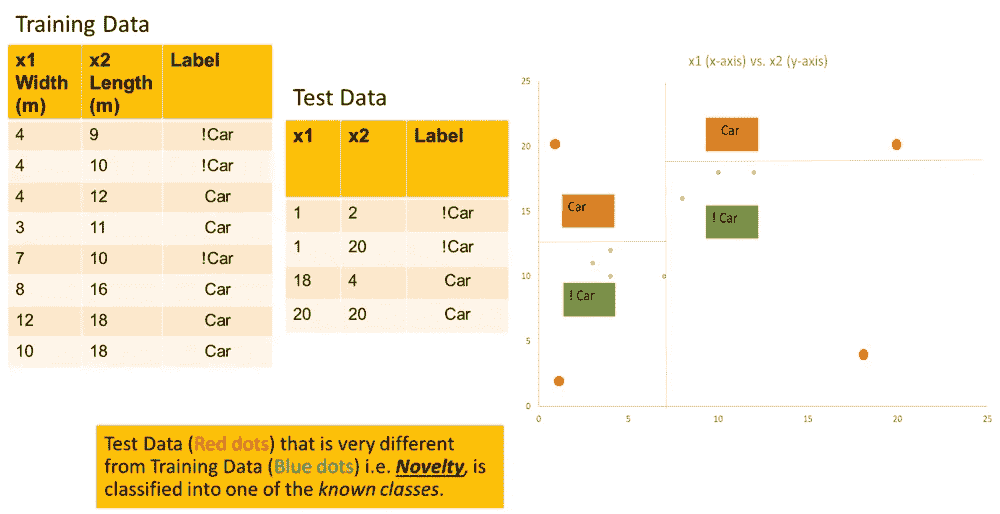 Training Data
x1 Width (m) x2 Length (m) Label
4 9 !Car
4 10 !Car
4 12 Car
3 11 Car
7 10 !Car
8 16 Car
12 18 Car
10 18 Car
Test Data
x1 x2 Label
1 2 !Car
1 20 !Car
18 4 Car
20 20 Car
x1 (x-axis) vs. x2 (y-axis)
25
20
15
10
5
0
0 5 10 15 20 25
Car
Car
! Car
! Car
Test Data (Red dots) that is very different
from Training Data (Blue dots) i.e. Novelty, is
classified into one of the known classes.